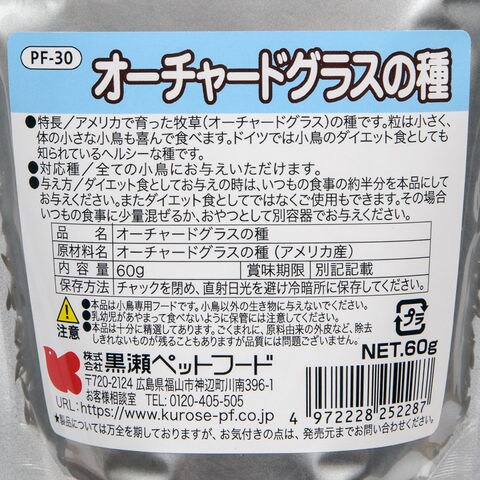 PF-30
オーチャードグラスの種
●特長/アメリカで育った牧草(オーチャードグラス)の種です。粒は小さく、
体の小さな小鳥も喜んで食べます。ドイツでは小鳥のダイエット食としても
知られているヘルシーな種です。
●対応種/全ての小鳥にお与えいただけます。
●与え方/ダイエット食としてお与えの時は、いつもの食事の約半分を本品にして
お与えください。またダイエット食としてではなくご使用もできます。その場合
いつもの食事に少量混ぜるか、おやつとして別容器でお与えください。
品名 オーチャードグラスの種
原材料名 オーチャードグラスの種(アメリカ産)
内容量 60g 賞味期限 別記記載
保存方法 チャックを閉め、直射日光を避け冷暗所に保存してください。
注意
●本品は小鳥専用フードです。小鳥以外の生き物に与えないでください。
●乳幼児があやまって食べないように保管には注意してください。
●本品は十分に精選してあります。ごくまれに、原料由来の外皮など、除去
しきれないものが残ることもありますが品質には問題ございません。
プラ
NET.60g
株式会社 黒瀬ペットフード
〒720-2124 広島県福山市神辺町川南396-1
お客様相談室 TEL:0120-405-505
URL:https://www.kurose-pf.co.jp
4 972228 252287
★製品については万全を期しておりますが、お気付きの点は、発売元までお問い合わせください。